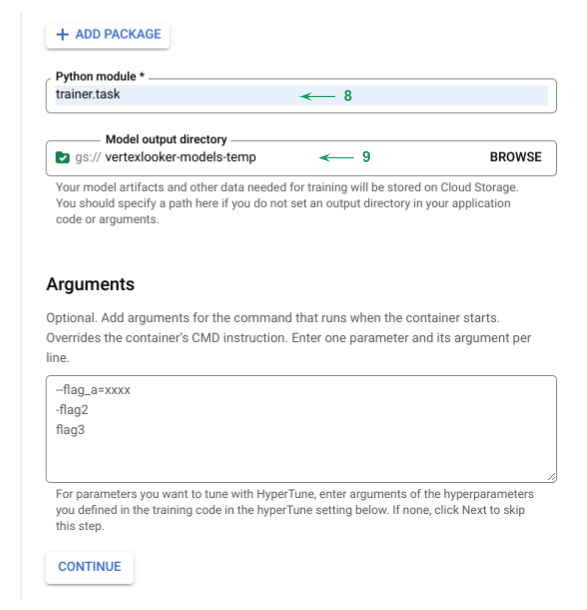 + ADD PACKAGE
Python module *
trainer.task
8
Model output directory
gs:// vertexlooker-models-temp
9
BROWSE
Your model artifacts and other data needed for training will be stored on Cloud Storage.
You should specify a path here if you do not set an output directory in your application
code or arguments.
Arguments
Optional. Add arguments for the command that runs when the container starts.
Overrides the container's CMD instruction. Enter one parameter and its argument per
line.
--flag_a=xxxx
-flag2
flag3
For parameters you want to tune with HyperTune, enter arguments of the hyperparameters
you defined in the training code in the hyperTune setting below. If none, click Next to skip
this step.
CONTINUE